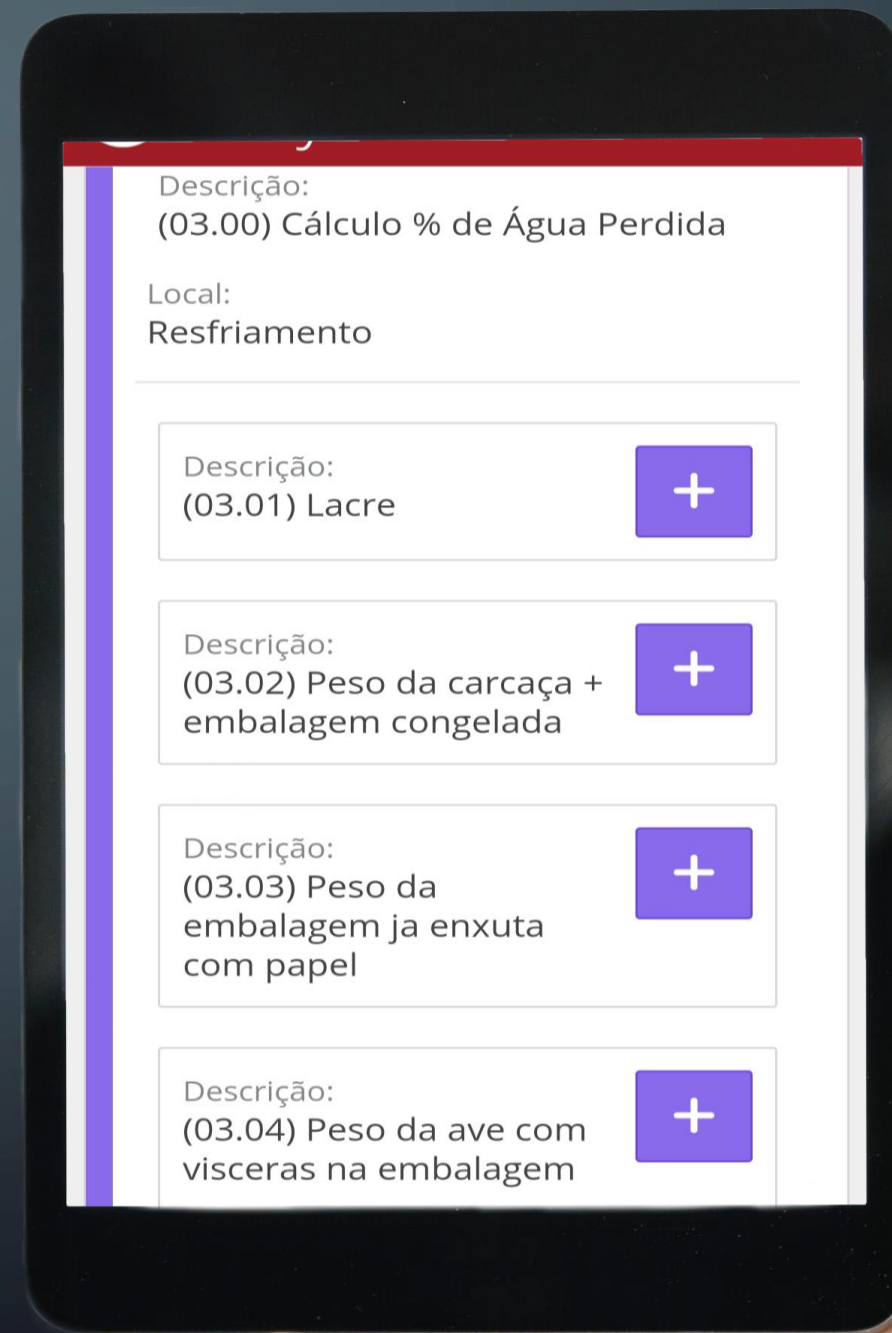 Descrição:
(03.00) Cálculo % de Água Perdida
Local:
Resfriamento
Descrição:
(03.01) Lacre
Descrição:
(03.02) Peso da carcaça +
embalagem congelada
Descrição:
(03.03) Peso da
embalagem ja enxuta
com papel
Descrição:
(03.04) Peso da ave com
visceras na embalagem